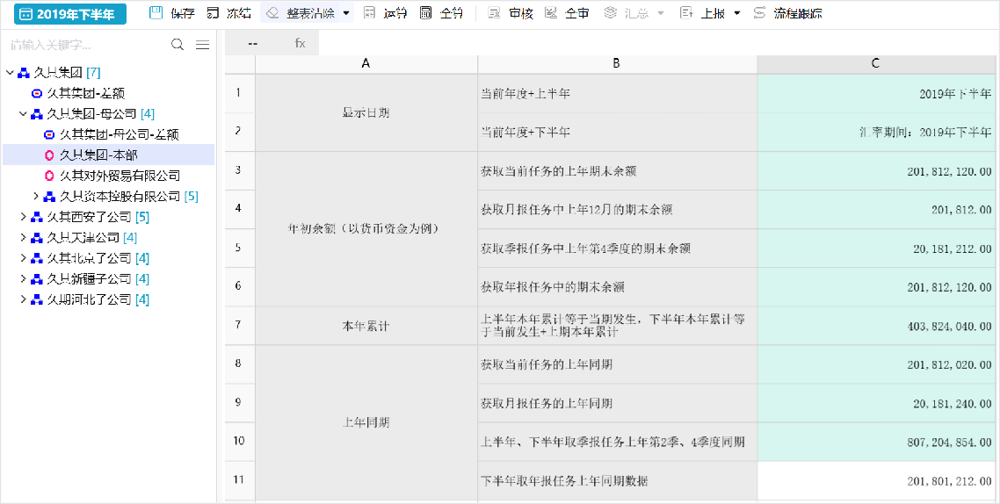 2019年下半年 保存 冻结 整表清除 运算 全算 审核 全审 汇总 上报 流程跟踪
请输入关键字...
-- fx
久其集团 [7]
久其集团-差额
久其集团-母公司 [4]
久其集团-母公司-差额
久其集团-本部
久其对外贸易有限公司
久其资本控股有限公司 [5]
久其西安子公司 [5]
久其天津公司 [4]
久其北京子公司 [4]
久其新疆子公司 [4]
久期河北子公司 [4]
A B C
1 显示日期 当前年度+上半年 2019年下半年
2 当前年度+下半年 汇率期间：2019年下半年
3 年初余额（以货币资金为例） 获取当前任务的上年期末余额 201,812,120.00
4 获取月报任务中上年12月的期末余额 201,812.00
5 获取季报任务中上年第4季度的期末余额 20,181,212.00
6 获取年报任务中的期末余额 201,812,120.00
7 本年累计 上半年本年累计等于当期发生，下半年本年累计等
于当前发生+上期本年累计 403,824,040.00
8 上年同期 获取当前任务的上年同期 201,812,020.00
9 获取月报任务的上年同期 20,181,240.00
10 上半年、下半年取季报任务上年第2季、4季度同期 807,204,854.00
11 下半年取年报任务上年同期数据 201,801,212.00